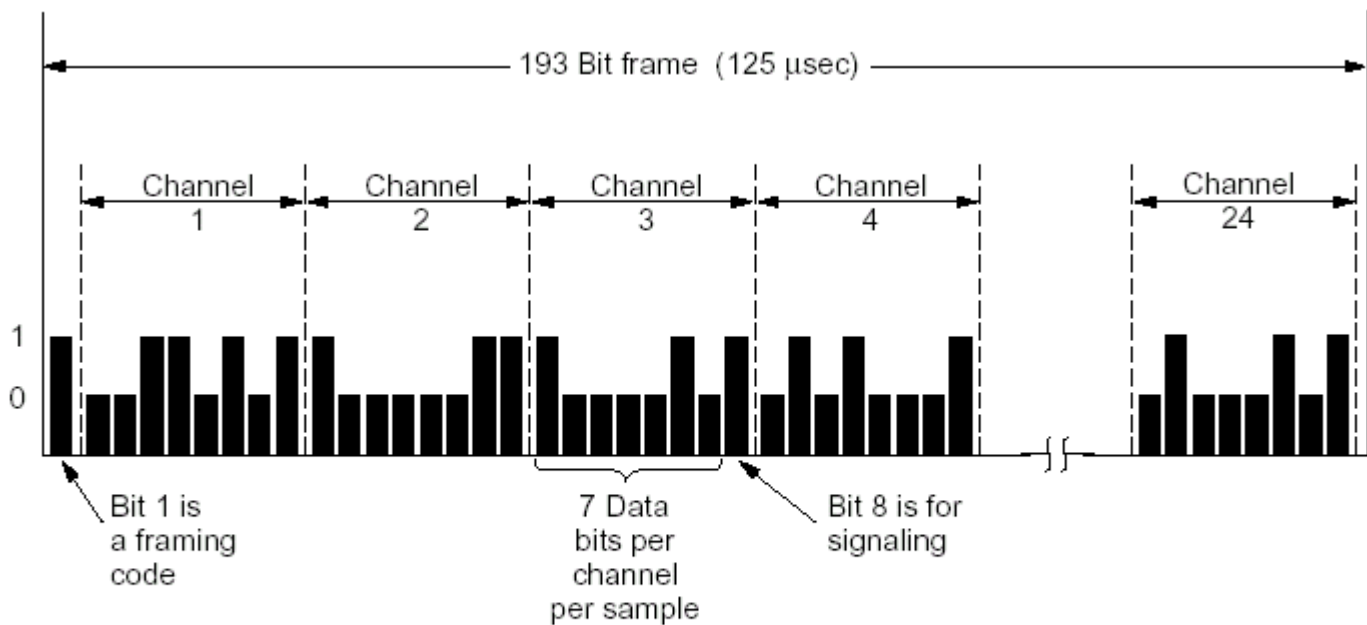 193 Bit frame (125 μsec)
Channel
1
Channel
2
Channel
3
Channel
4
Channel
24
1
0
Bit 1 is
a framing
code
7 Data
bits per
channel
per sample
Bit 8 is for
signaling